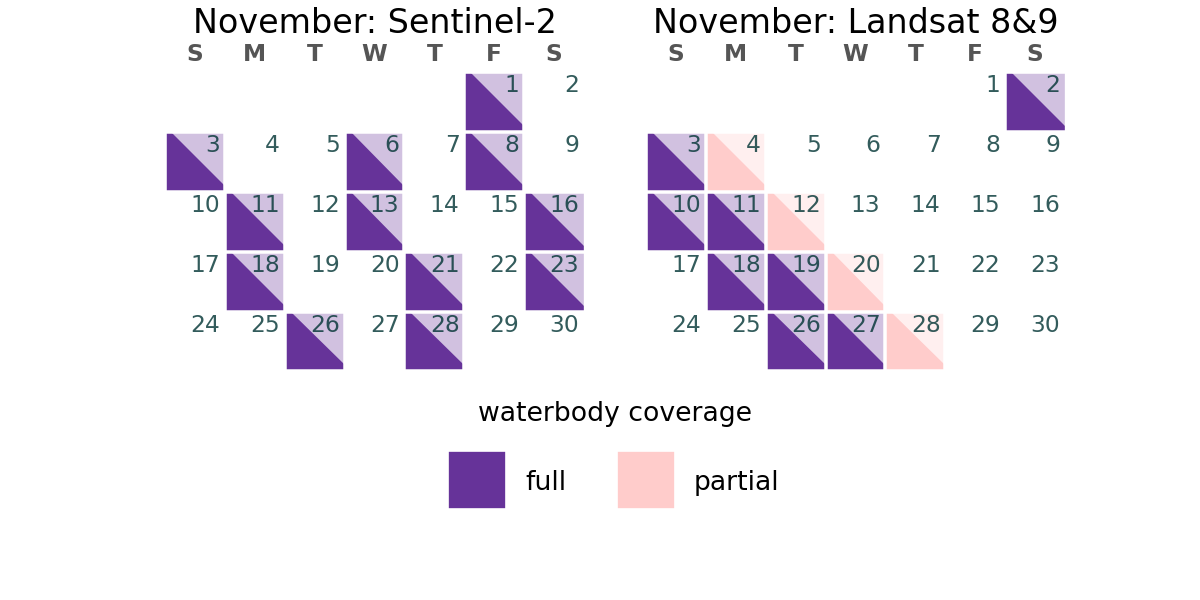 November: Sentinel-2
S M T W T F S
1 2
3 4 5 6 7 8 9
10 11 12 13 14 15 16
17 18 19 20 21 22 23
24 25 26 27 28 29 30
November: Landsat 8&9
S M T W T F S
1 2
3 4 5 6 7 8 9
10 11 12 13 14 15 16
17 18 19 20 21 22 23
24 25 26 27 28 29 30
waterbody coverage
full
partial